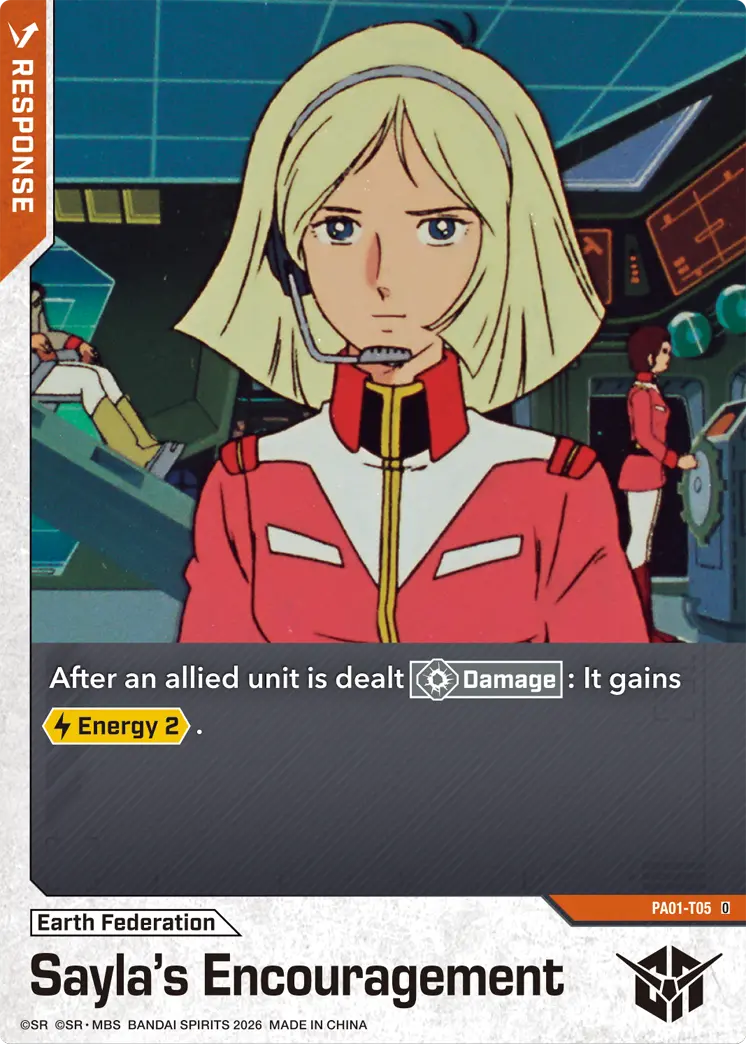 RESPONSE
After an allied unit is dealt Damage : It gains
Energy 2 .
PA01-T05 0
Earth Federation
Sayla's Encouragement
©SR ©SR・MBS BANDAI SPIRITS 2026 MADE IN CHINA